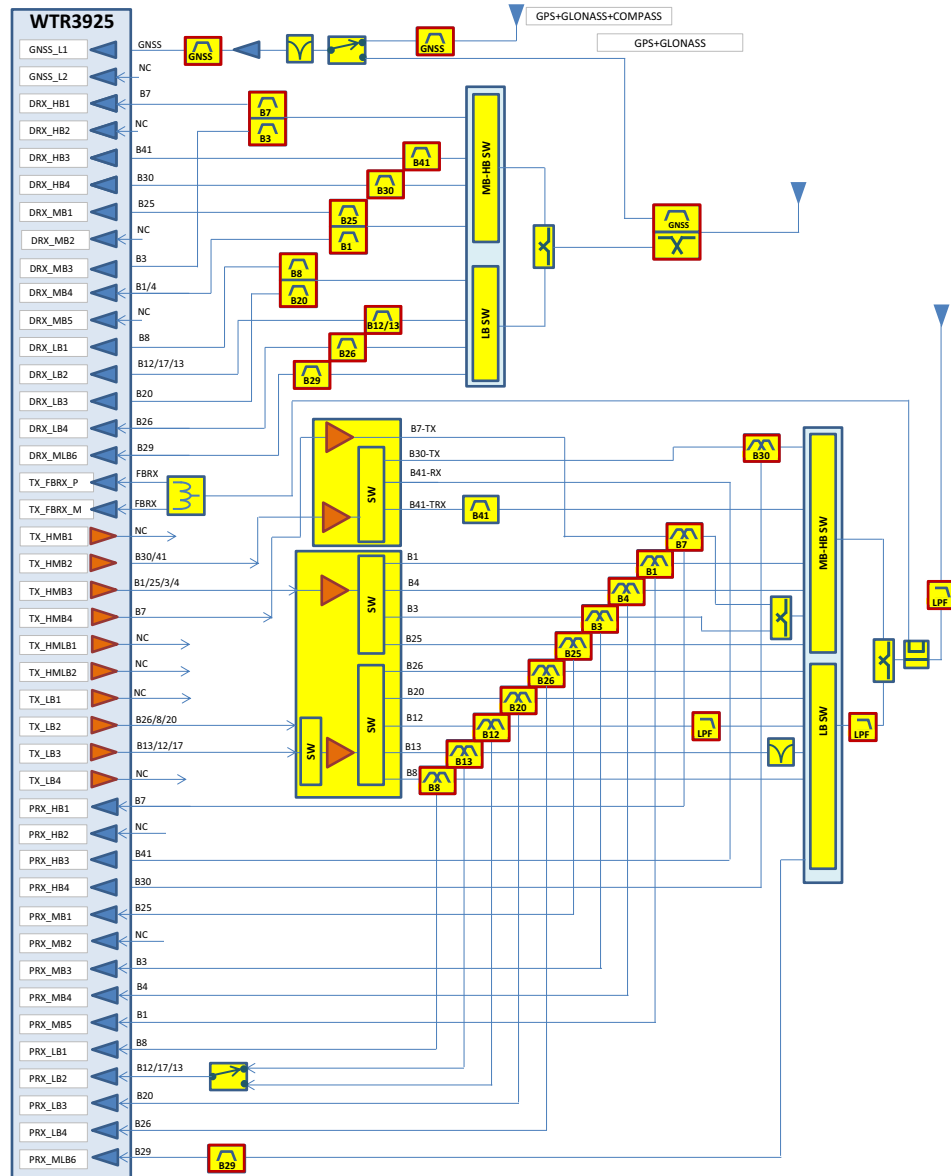 WTR3925
GPS+GLONASS+COMPASS
GPS+GLONASS
GNSS_L1
GNSS
GNSS
GNSS
GNSS_L2
NC
DRX_HB1
B7
B7
DRX_HB2
NC
B3
DRX_HB3
B41
B41
MB-HB SW
DRX_HB4
B30
B30
DRX_MB1
B25
B25
GNSS
DRX_MB2
NC
B1
DRX_MB3
B3
B8
DRX_MB4
B1/4
B20
DRX_MB5
NC
B12/13
LB SW
DRX_LB1
B8
B26
DRX_LB2
B12/17/13
B29
DRX_LB3
B20
DRX_LB4
B26
DRX_MLB6
B29
B7-TX
B30-TX
B30
TX_FBRX_P
FBRX
B41-RX
SW
TX_FBRX_M
FBRX
B41-TRX
B41
MB-HB SW
TX_HMB1
NC
B7
TX_HMB2
B30/41
B1
B1
TX_HMB3
B1/25/3/4
SW
B4
B4
LPF
TX_HMB4
B7
B3
B3
TX_HMLB1
NC
B25
B25
TX_HMLB2
NC
B26
B26
TX_LB1
NC
B20
B20
LB SW
TX_LB2
B26/8/20
SW
B12
B12
LPF
LPF
TX_LB3
B13/12/17
SW
B13
B13
TX_LB4
NC
B8
B8
PRX_HB1
B7
PRX_HB2
NC
PRX_HB3
B41
PRX_HB4
B30
PRX_MB1
B25
PRX_MB2
NC
PRX_MB3
B3
PRX_MB4
B4
PRX_MB5
B1
PRX_LB1
B8
PRX_LB2
B12/17/13
PRX_LB3
B20
PRX_LB4
B26
PRX_MLB6
B29
B29